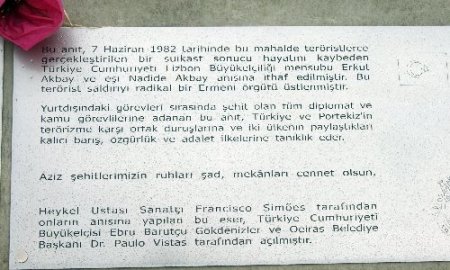 Bu anıt, 7 Haziran 1982 tarihinde bu mahalde teröristlerce
gerçekleştirilen bir suikast sonucu hayatını kaybeden
Türkiye Cumhuriyeti Lizbon Büyükelçiliği mensubu Erkut
Akbay ve eşi Nadide Akbay anısına ithaf edilmiştir. Bu
terörist saldırıyı radikal bir Ermeni örgütü üstlenmiştir.
Yurtdışındaki görevleri sırasında şehit olan tüm diplomat ve
kamu görevlilerine adanan bu anıt, Türkiye ve Portekiz'in
terörizme karşı ortak duruşlarına ve iki ülkenin paylaştıkları
kalıcı barış, özgürlük ve adalet ilkelerine tanıklık eder.
Aziz şehitlerimizin ruhları şad, mekânları cennet olsun.
Heykel Ustası Sanatçı Francisco Simões tarafından
onların anısına yapılan bu eser, Türkiye Cumhuriyeti
Büyükelçisi Ebru Barutçu Gökdenizler ve Oeiras Belediye
Başkanı Dr. Paulo Vistas tarafından açılmıştır.